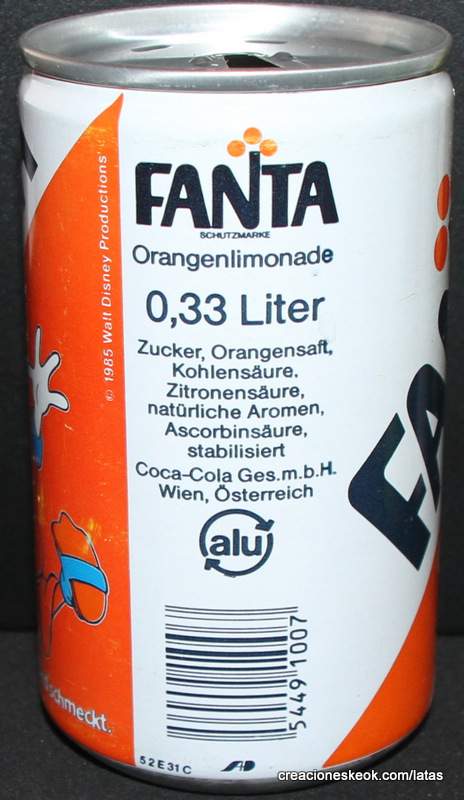 FANTA
SCHUTZMARKE
Orangenlimonade
0,33 Liter
Zucker, Orangensaft,
Kohlensäure,
Zitronensäure,
natürliche Aromen,
Ascorbinsäure,
stabilisiert
Coca-Cola Ges.m.b.H.
Wien, Österreich
alu
5449 1007
52E31C
© 1985 Walt Disney Productions
schmeckt.
FA
creacioneskeok.com/latas